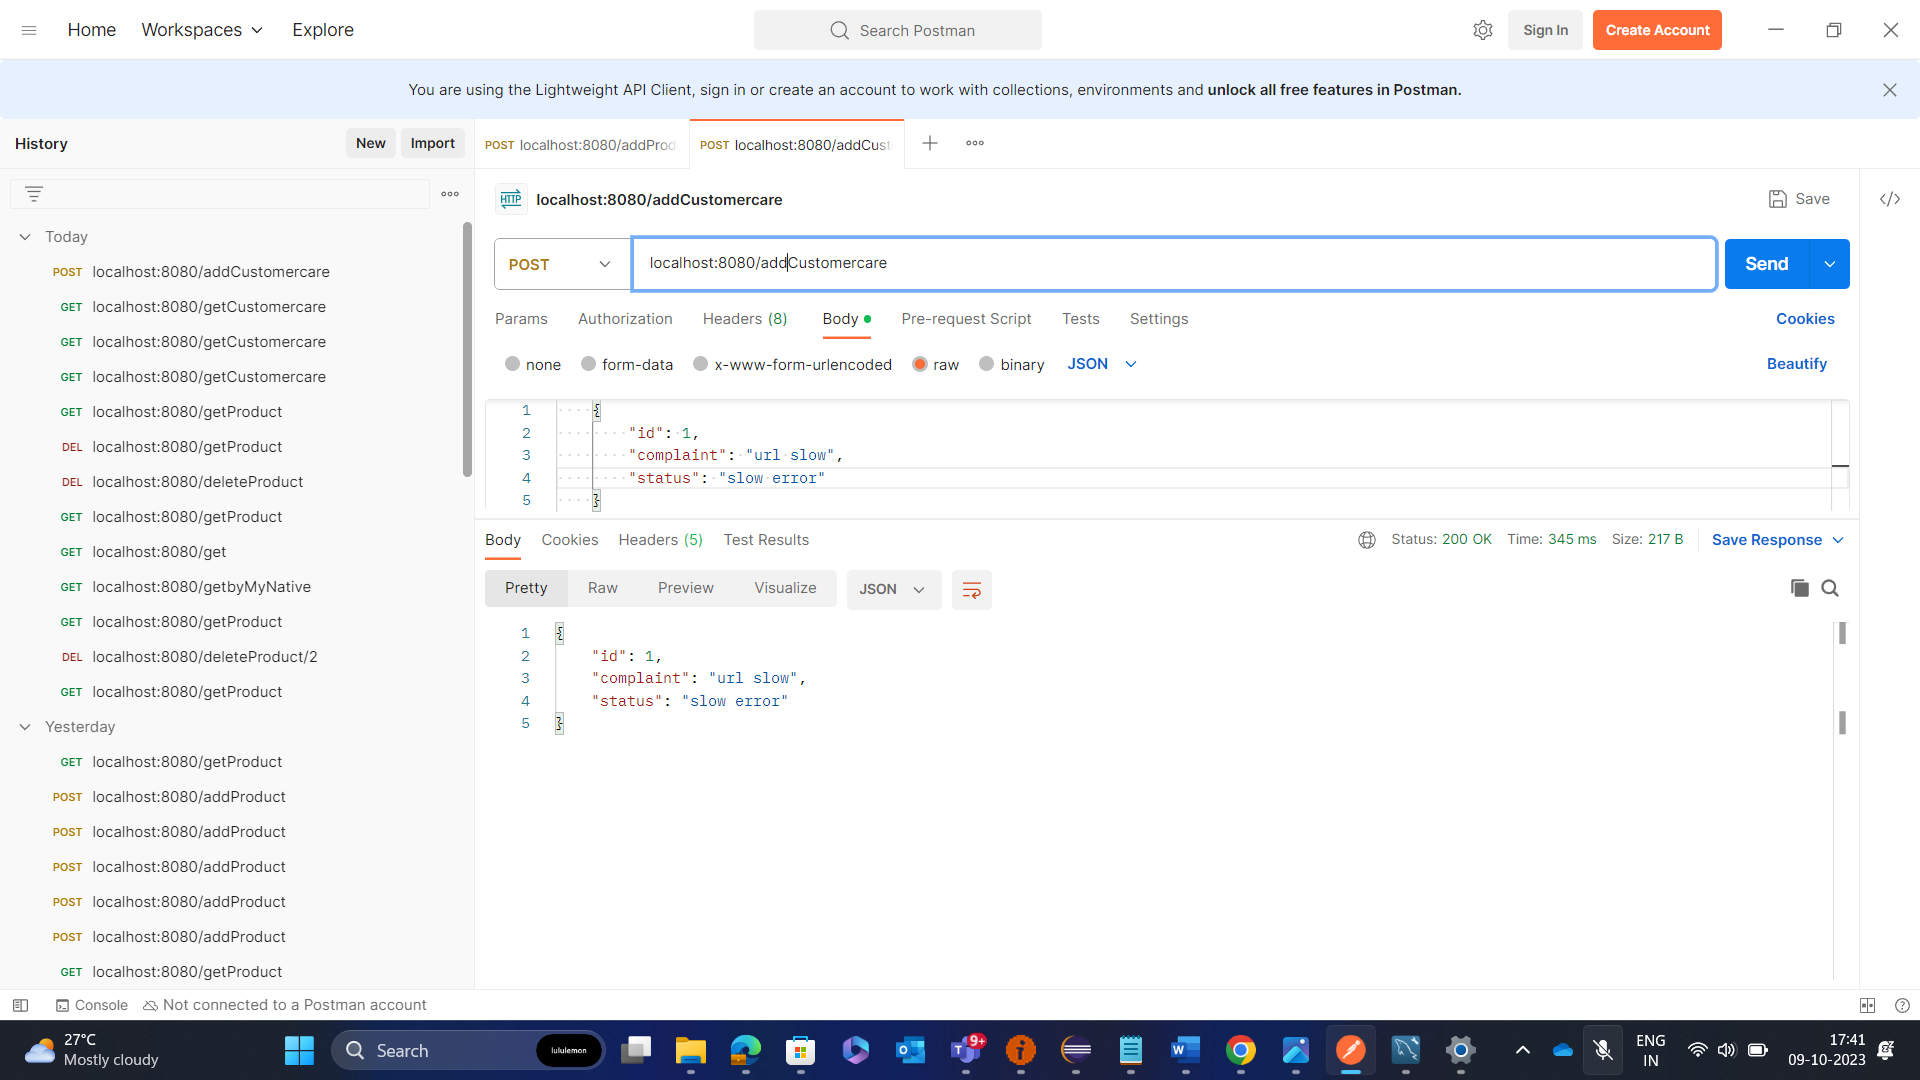 Home Workspaces Explore Search Postman Sign In Create Account
You are using the Lightweight API Client, sign in or create an account to work with collections, environments and unlock all free features in Postman.
History New Import
POST localhost:8080/addProd POST localhost:8080/addCust
HTTP localhost:8080/addCustomercare Save
POST localhost:8080/addCustomercare Send
Params Authorization Headers (8) Body Pre-request Script Tests Settings Cookies
none form-data x-www-form-urlencoded raw binary JSON Beautify
1 {
2 "id": 1,
3 "complaint": "url slow",
4 "status": "slow error"
5 }
Body Cookies Headers (5) Test Results Status: 200 OK Time: 345 ms Size: 217 B Save Response
Pretty Raw Preview Visualize JSON
1 {
2 "id": 1,
3 "complaint": "url slow",
4 "status": "slow error"
5 }
Today
POST localhost:8080/addCustomercare
GET localhost:8080/getCustomercare
GET localhost:8080/getCustomercare
GET localhost:8080/getCustomercare
GET localhost:8080/getProduct
DEL localhost:8080/getProduct
DEL localhost:8080/deleteProduct
GET localhost:8080/getProduct
GET localhost:8080/get
GET localhost:8080/getbyMyNative
GET localhost:8080/getProduct
DEL localhost:8080/deleteProduct/2
GET localhost:8080/getProduct
Yesterday
GET localhost:8080/getProduct
POST localhost:8080/addProduct
POST localhost:8080/addProduct
POST localhost:8080/addProduct
POST localhost:8080/addProduct
POST localhost:8080/addProduct
GET localhost:8080/getProduct
Console Not connected to a Postman account
27°C
Mostly cloudy
Search lululemon
9+
ENG
IN
17:41
09-10-2023